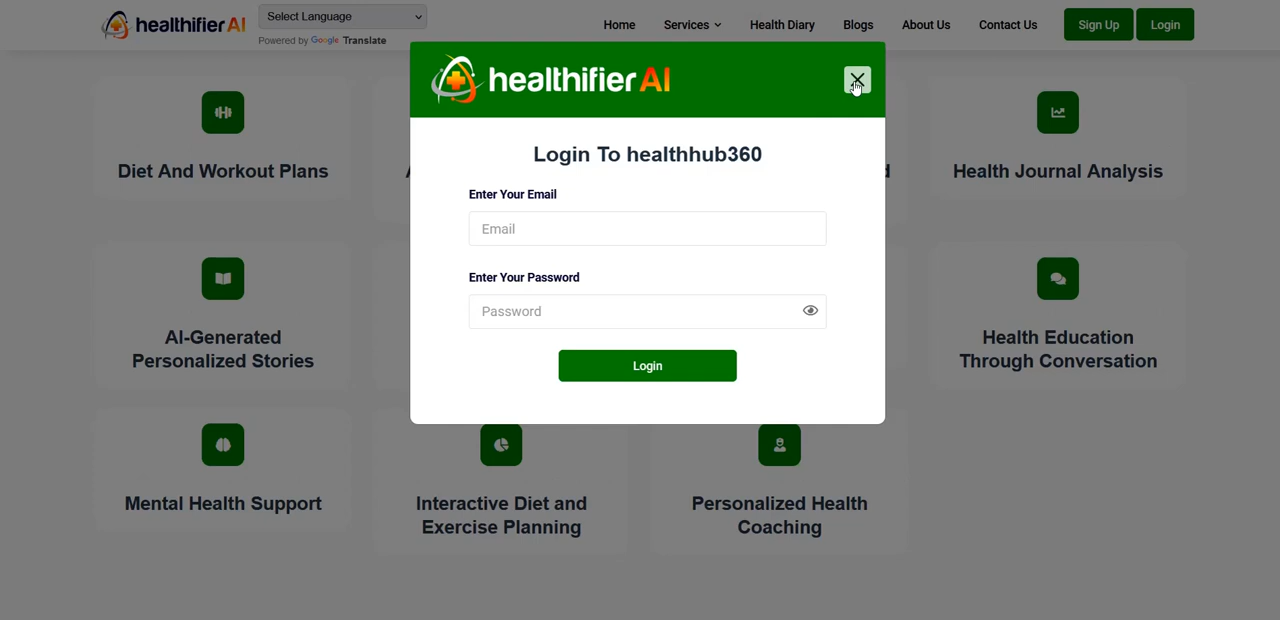 healthifier AI
Select Language
Powered by Google Translate
Home
Services
Health Diary
Blogs
About Us
Contact Us
Sign Up
Login
healthifier AI
Login To healthhub360
Enter Your Email
Email
Enter Your Password
Password
Login
Diet And Workout Plans
Health Journal Analysis
AI-Generated
Personalized Stories
Health Education
Through Conversation
Mental Health Support
Interactive Diet and
Exercise Planning
Personalized Health
Coaching